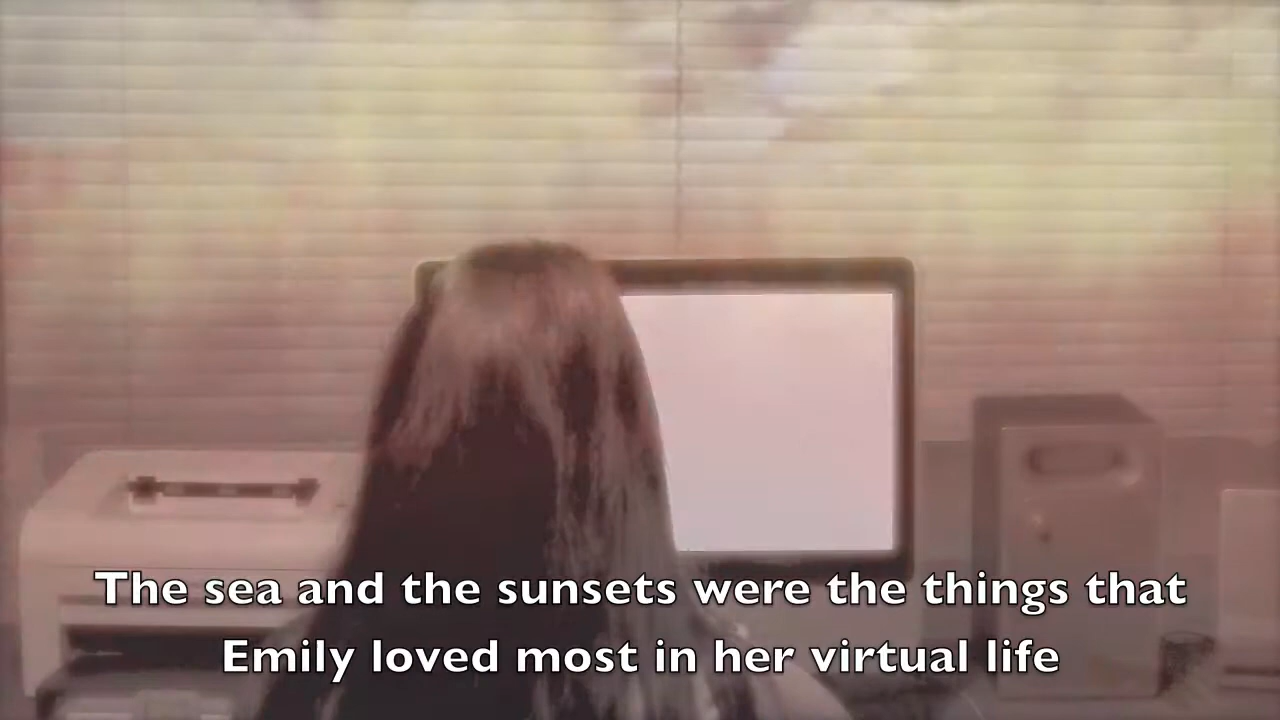 The sea and the sunsets were the things that
Emily loved most in her virtual life